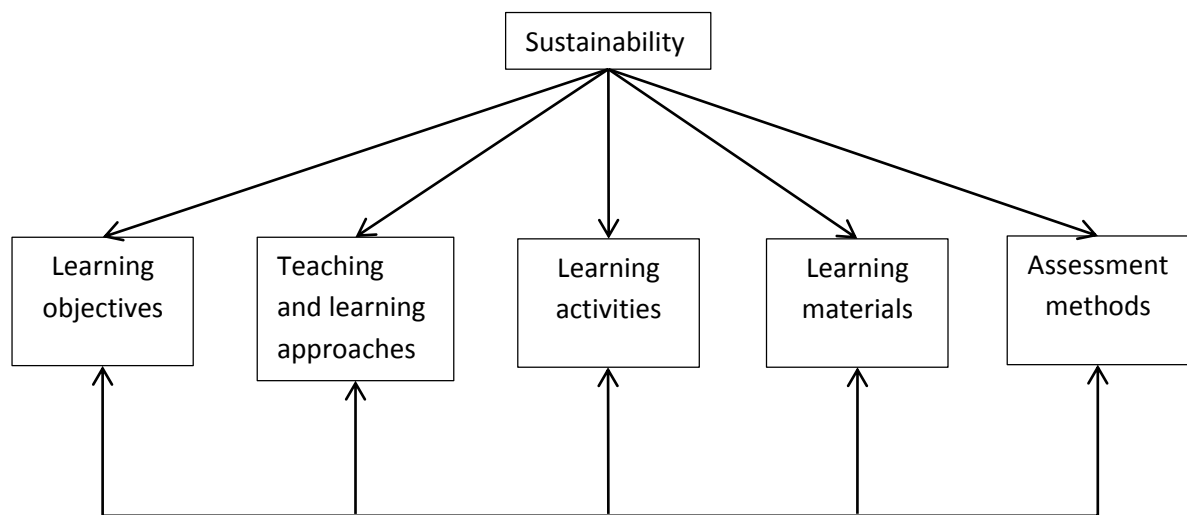 Sustainability
Learning
objectives
Teaching
and learning
approaches
Learning
activities
Learning
materials
Assessment
methods